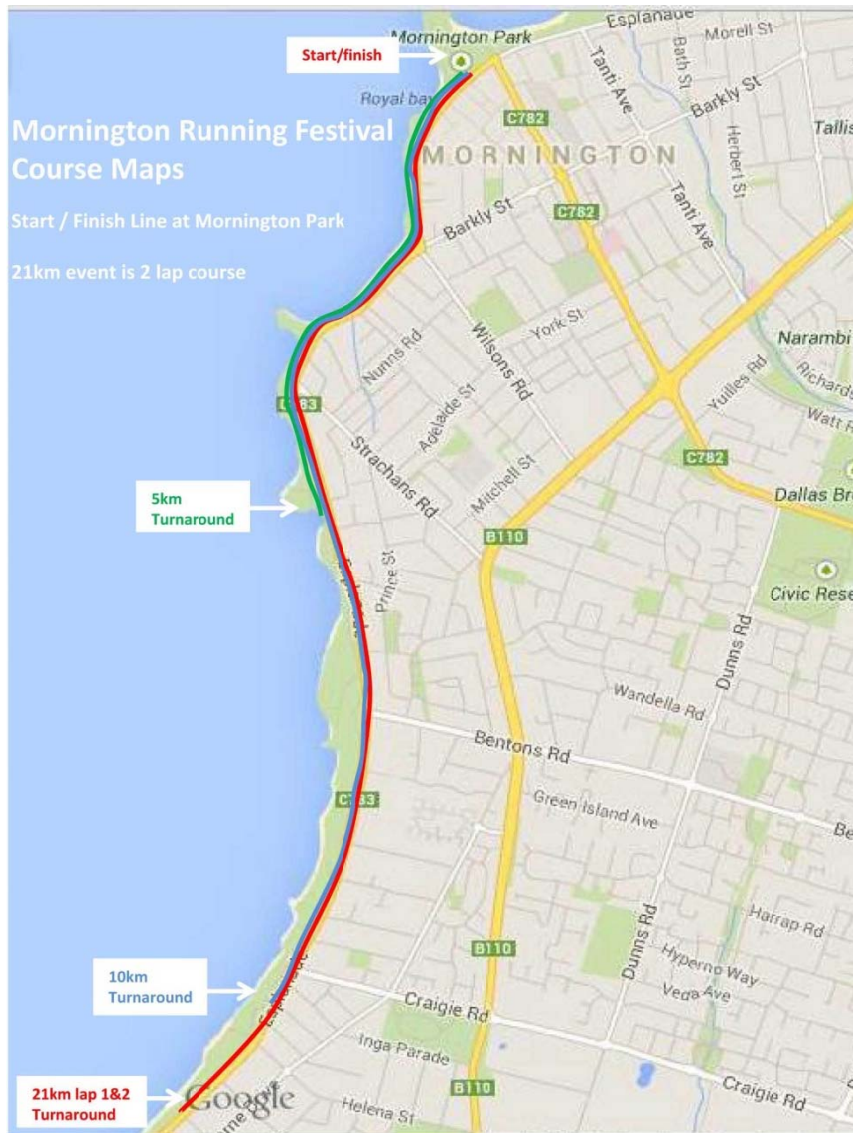 Mornington Park
Esplanade
Morell St
Start/finish
Bath St
Tanti Ave
Barkly St
Royal bay
C782
Tallis
Mornington Running Festival
Course Maps
MORNINGTON
Herbert St
Start / Finish Line at Mornington Park
Barkly St
C782
Tanti Ave
21km event is 2 lap course
York St
Wilsons Rd
Nunns Rd
Narambi
Yuilles Rd
Richards
Adelaide St
Watt R
Strachans Rd
Mitchell St
C782
5km
Turnaround
Dallas Br
B110
Prince St
Civic Rese
Dunns Rd
Wandella Rd
Bentons Rd
Green Island Ave
Be
Harrap Rd
Dunns Rd
B110
Hyperno Way
10km
Turnaround
Esplanade
Vega Ave
Craigie Rd
Inga Parade
21km lap 1&2
Turnaround
Google
B110
Craigie Rd
Helena St